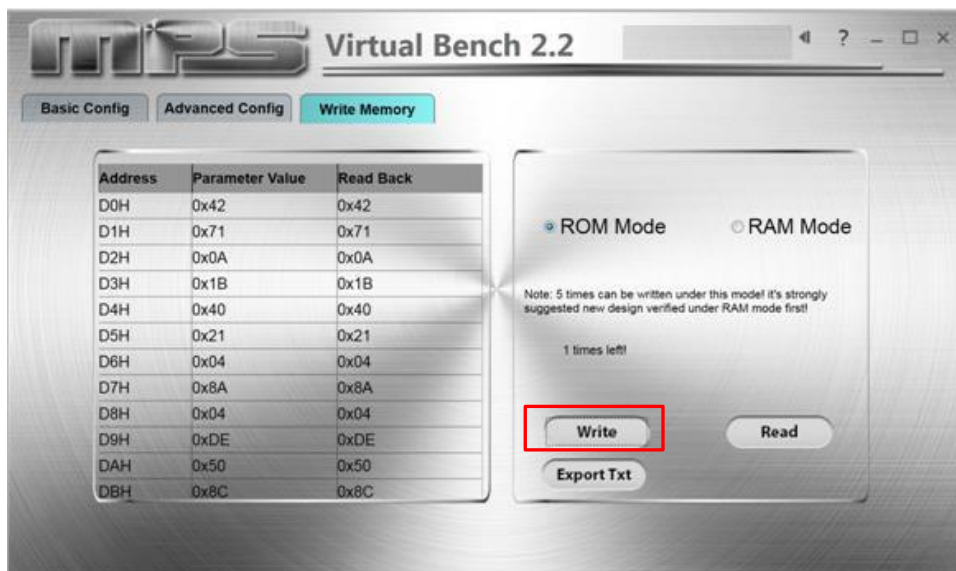 MPS Virtual Bench 2.2
?
Basic Config Advanced Config Write Memory
Address Parameter Value Read Back
D0H 0x42 0x42
D1H 0x71 0x71
D2H 0x0A 0x0A
D3H 0x1B 0x1B
D4H 0x40 0x40
D5H 0x21 0x21
D6H 0x04 0x04
D7H 0x8A 0x8A
D8H 0x04 0x04
D9H 0xDE 0xDE
DAH 0x50 0x50
DBH 0x8C 0x8C
ROM Mode RAM Mode
Note: 5 times can be written under this mode! it's strongly
suggested new design verified under RAM mode first!
1 times left!
Write Read
Export Txt